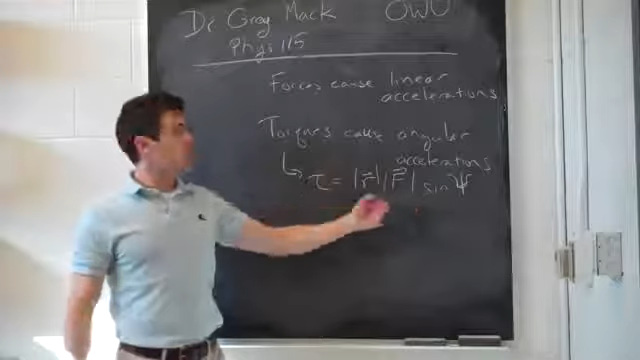 Dr Greg Mack OWU
Phys 115
Forces cause linear
accelerations
Torques cause angular
accelerations
↳ τ = |r⃗||F⃗| sin Ψ